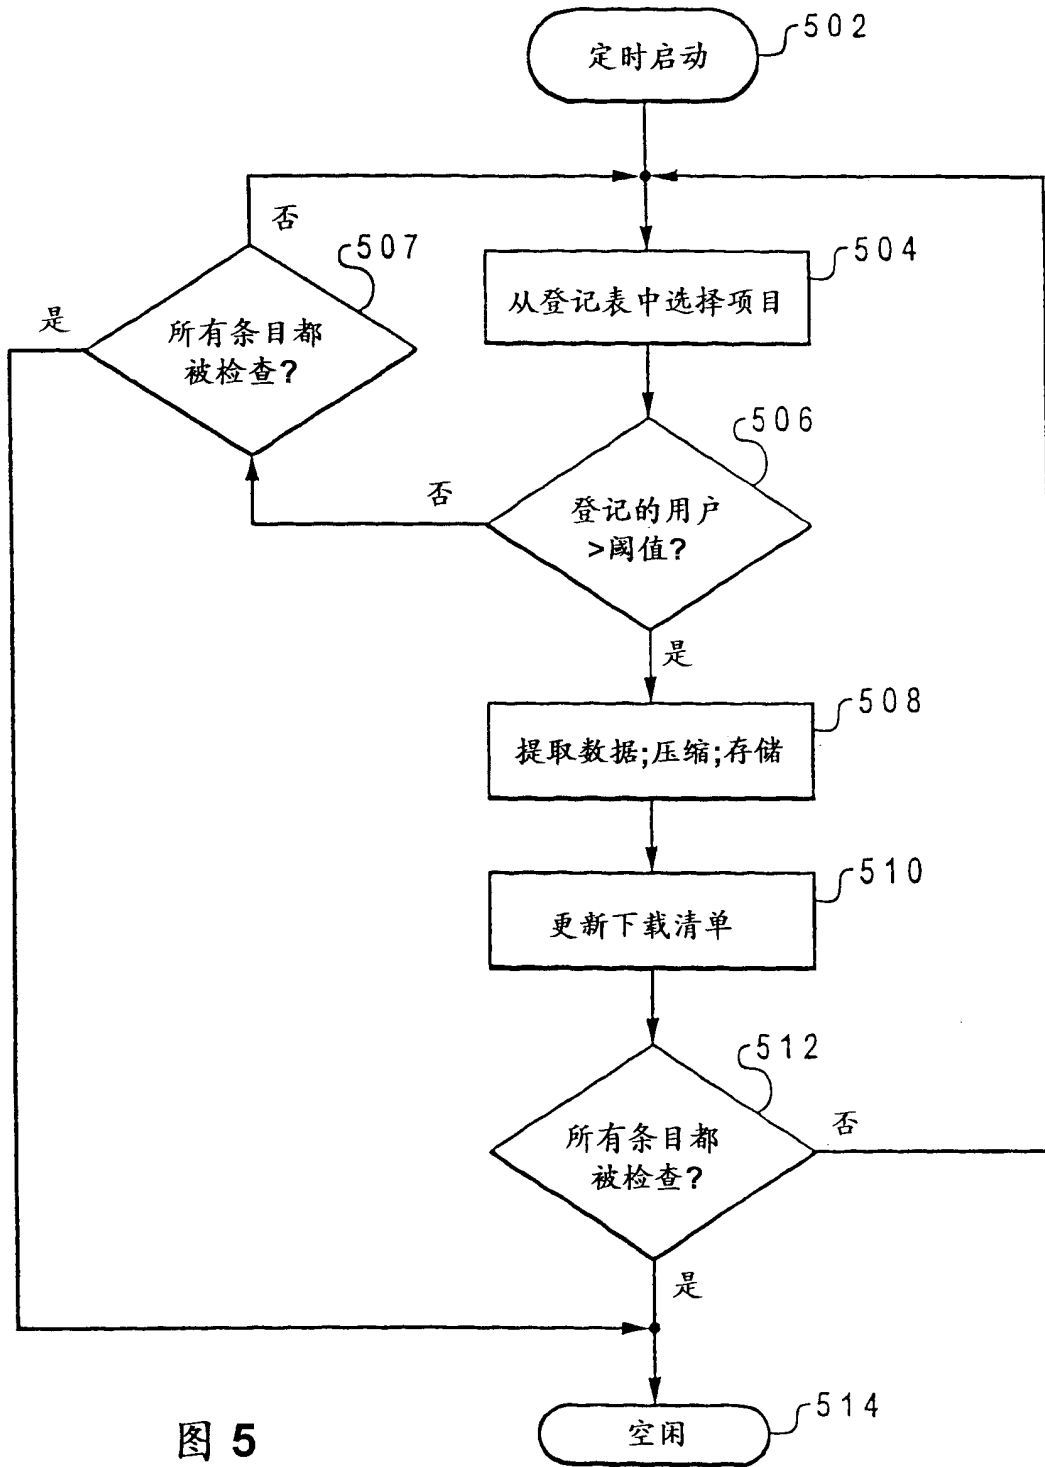 定时启动
502
否
507
504
从登记表中选择项目
是
所有条目都
被检查?
506
否
登记的用户
>阈值?
是
508
提取数据;压缩;存储
510
更新下载清单
512
所有条目都
被检查?
否
是
514
空闲
图 5